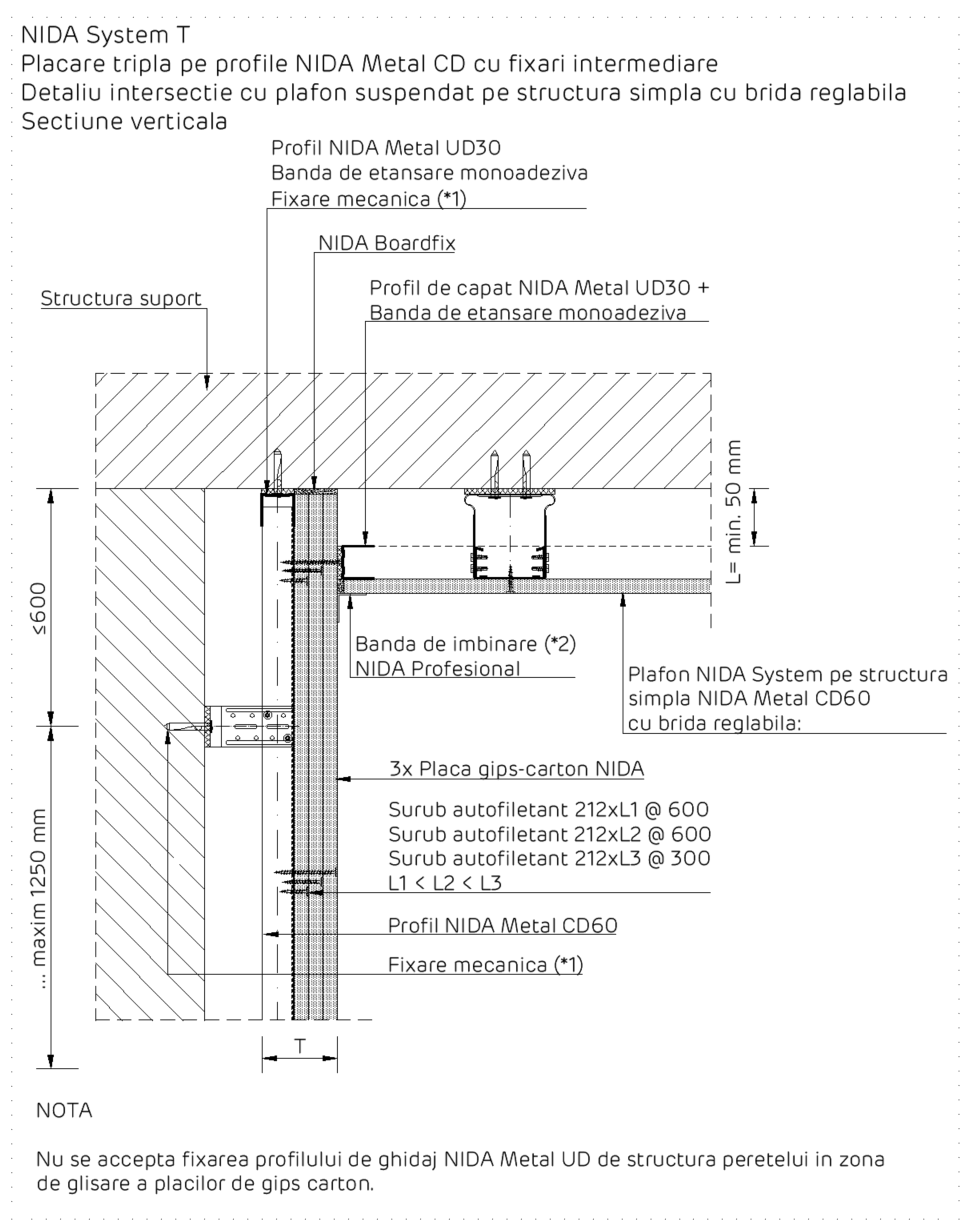 NIDA System T
Placare tripla pe profile NIDA Metal CD cu fixari intermediare
Detaliu intersectie cu plafon suspendat pe structura simpla cu brida reglabila
Sectiune verticala
Profil NIDA Metal UD30
Banda de etansare monoadeziva
Fixare mecanica (*1)
NIDA Boardfix
Profil de capat NIDA Metal UD30 +
Banda de etansare monoadeziva
Structura suport
L= min. 50 mm
≤600
Banda de imbinare (*2)
NIDA Profesional
Plafon NIDA System pe structura
simpla NIDA Metal CD60
cu brida reglabila:
3x Placa gips-carton NIDA
Surub autofiletant 212xL1 @ 600
Surub autofiletant 212xL2 @ 600
Surub autofiletant 212xL3 @ 300
L1 < L2 < L3
... maxim 1250 mm
Profil NIDA Metal CD60
Fixare mecanica (*1)
T
NOTA
Nu se accepta fixarea profilului de ghidaj NIDA Metal UD de structura peretelui in zona
de glisare a placilor de gips carton.